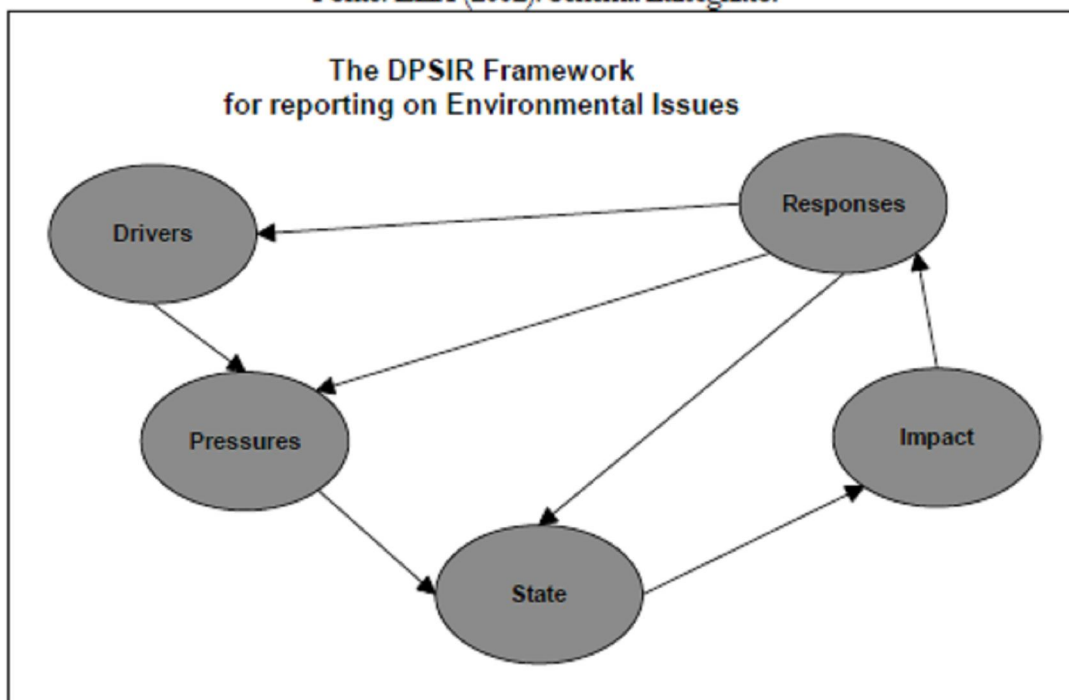 The DPSIR Framework
for reporting on Environmental Issues
Responses
Drivers
Pressures
Impact
State